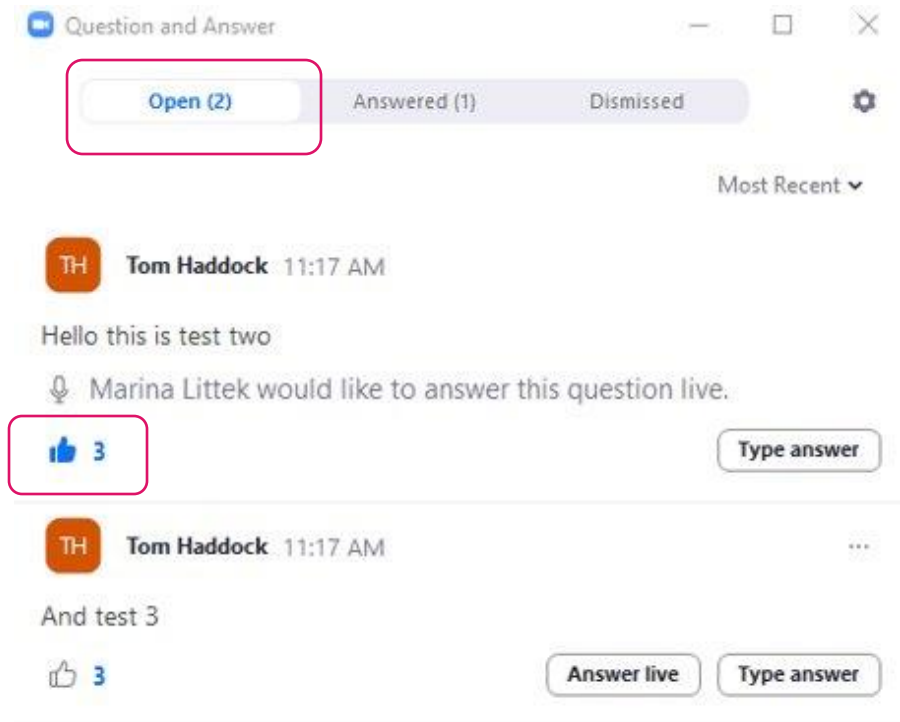 Question and Answer
Open (2) Answered (1) Dismissed
Most Recent
TH Tom Haddock 11:17 AM
Hello this is test two
Marina Littek would like to answer this question live.
3 Type answer
TH Tom Haddock 11:17 AM ...
And test 3
3 Answer live Type answer